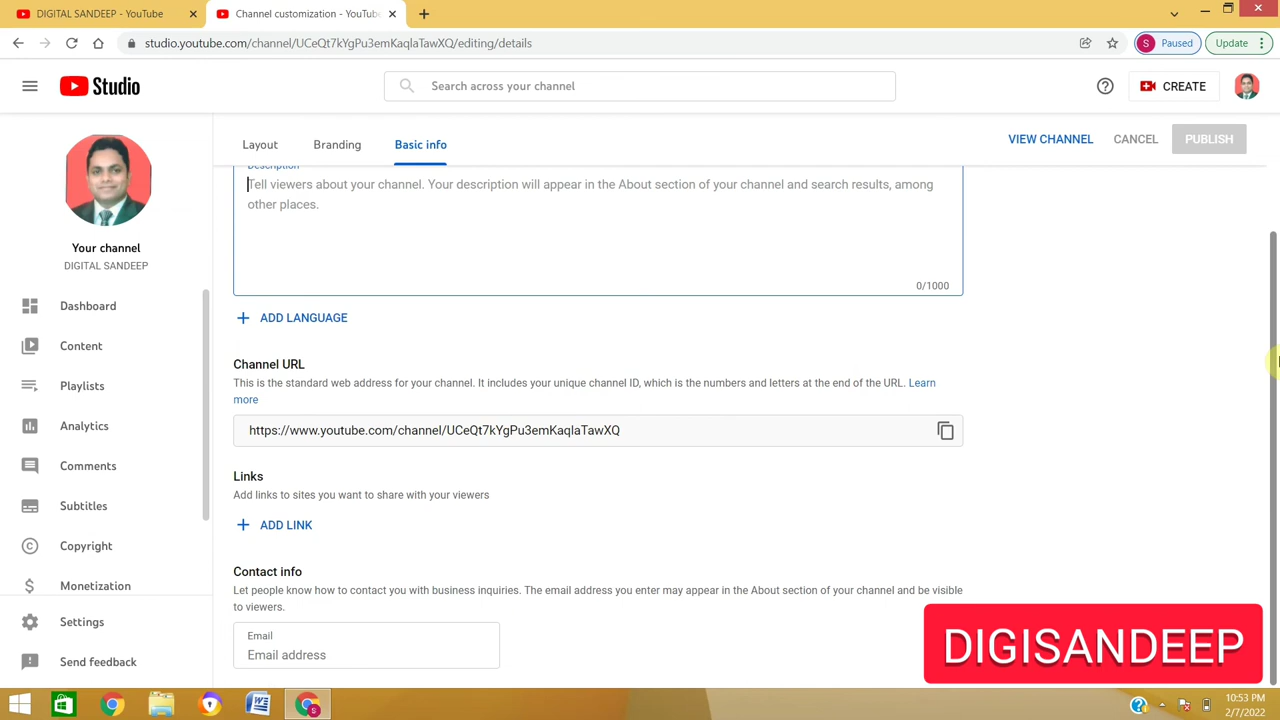 DIGITAL SANDEEP - YouTube
Channel customization - YouTube
studio.youtube.com/channel/UCeQt7kYgPu3emKaqlaTawXQ/editing/details
S Paused
Update
Studio
Search across your channel
CREATE
Layout
Branding
Basic info
VIEW CHANNEL
CANCEL
PUBLISH
Description
Tell viewers about your channel. Your description will appear in the About section of your channel and search results, among
other places.
0/1000
ADD LANGUAGE
Your channel
DIGITAL SANDEEP
Dashboard
Content
Playlists
Analytics
Comments
Subtitles
Copyright
Monetization
Settings
Send feedback
Channel URL
This is the standard web address for your channel. It includes your unique channel ID, which is the numbers and letters at the end of the URL. Learn
more
https://www.youtube.com/channel/UCeQt7kYgPu3emKaqlaTawXQ
Links
Add links to sites you want to share with your viewers
ADD LINK
Contact info
Let people know how to contact you with business inquiries. The email address you enter may appear in the About section of your channel and be visible
to viewers.
Email
Email address
DIGISANDEEP
10:53 PM
2/7/2022